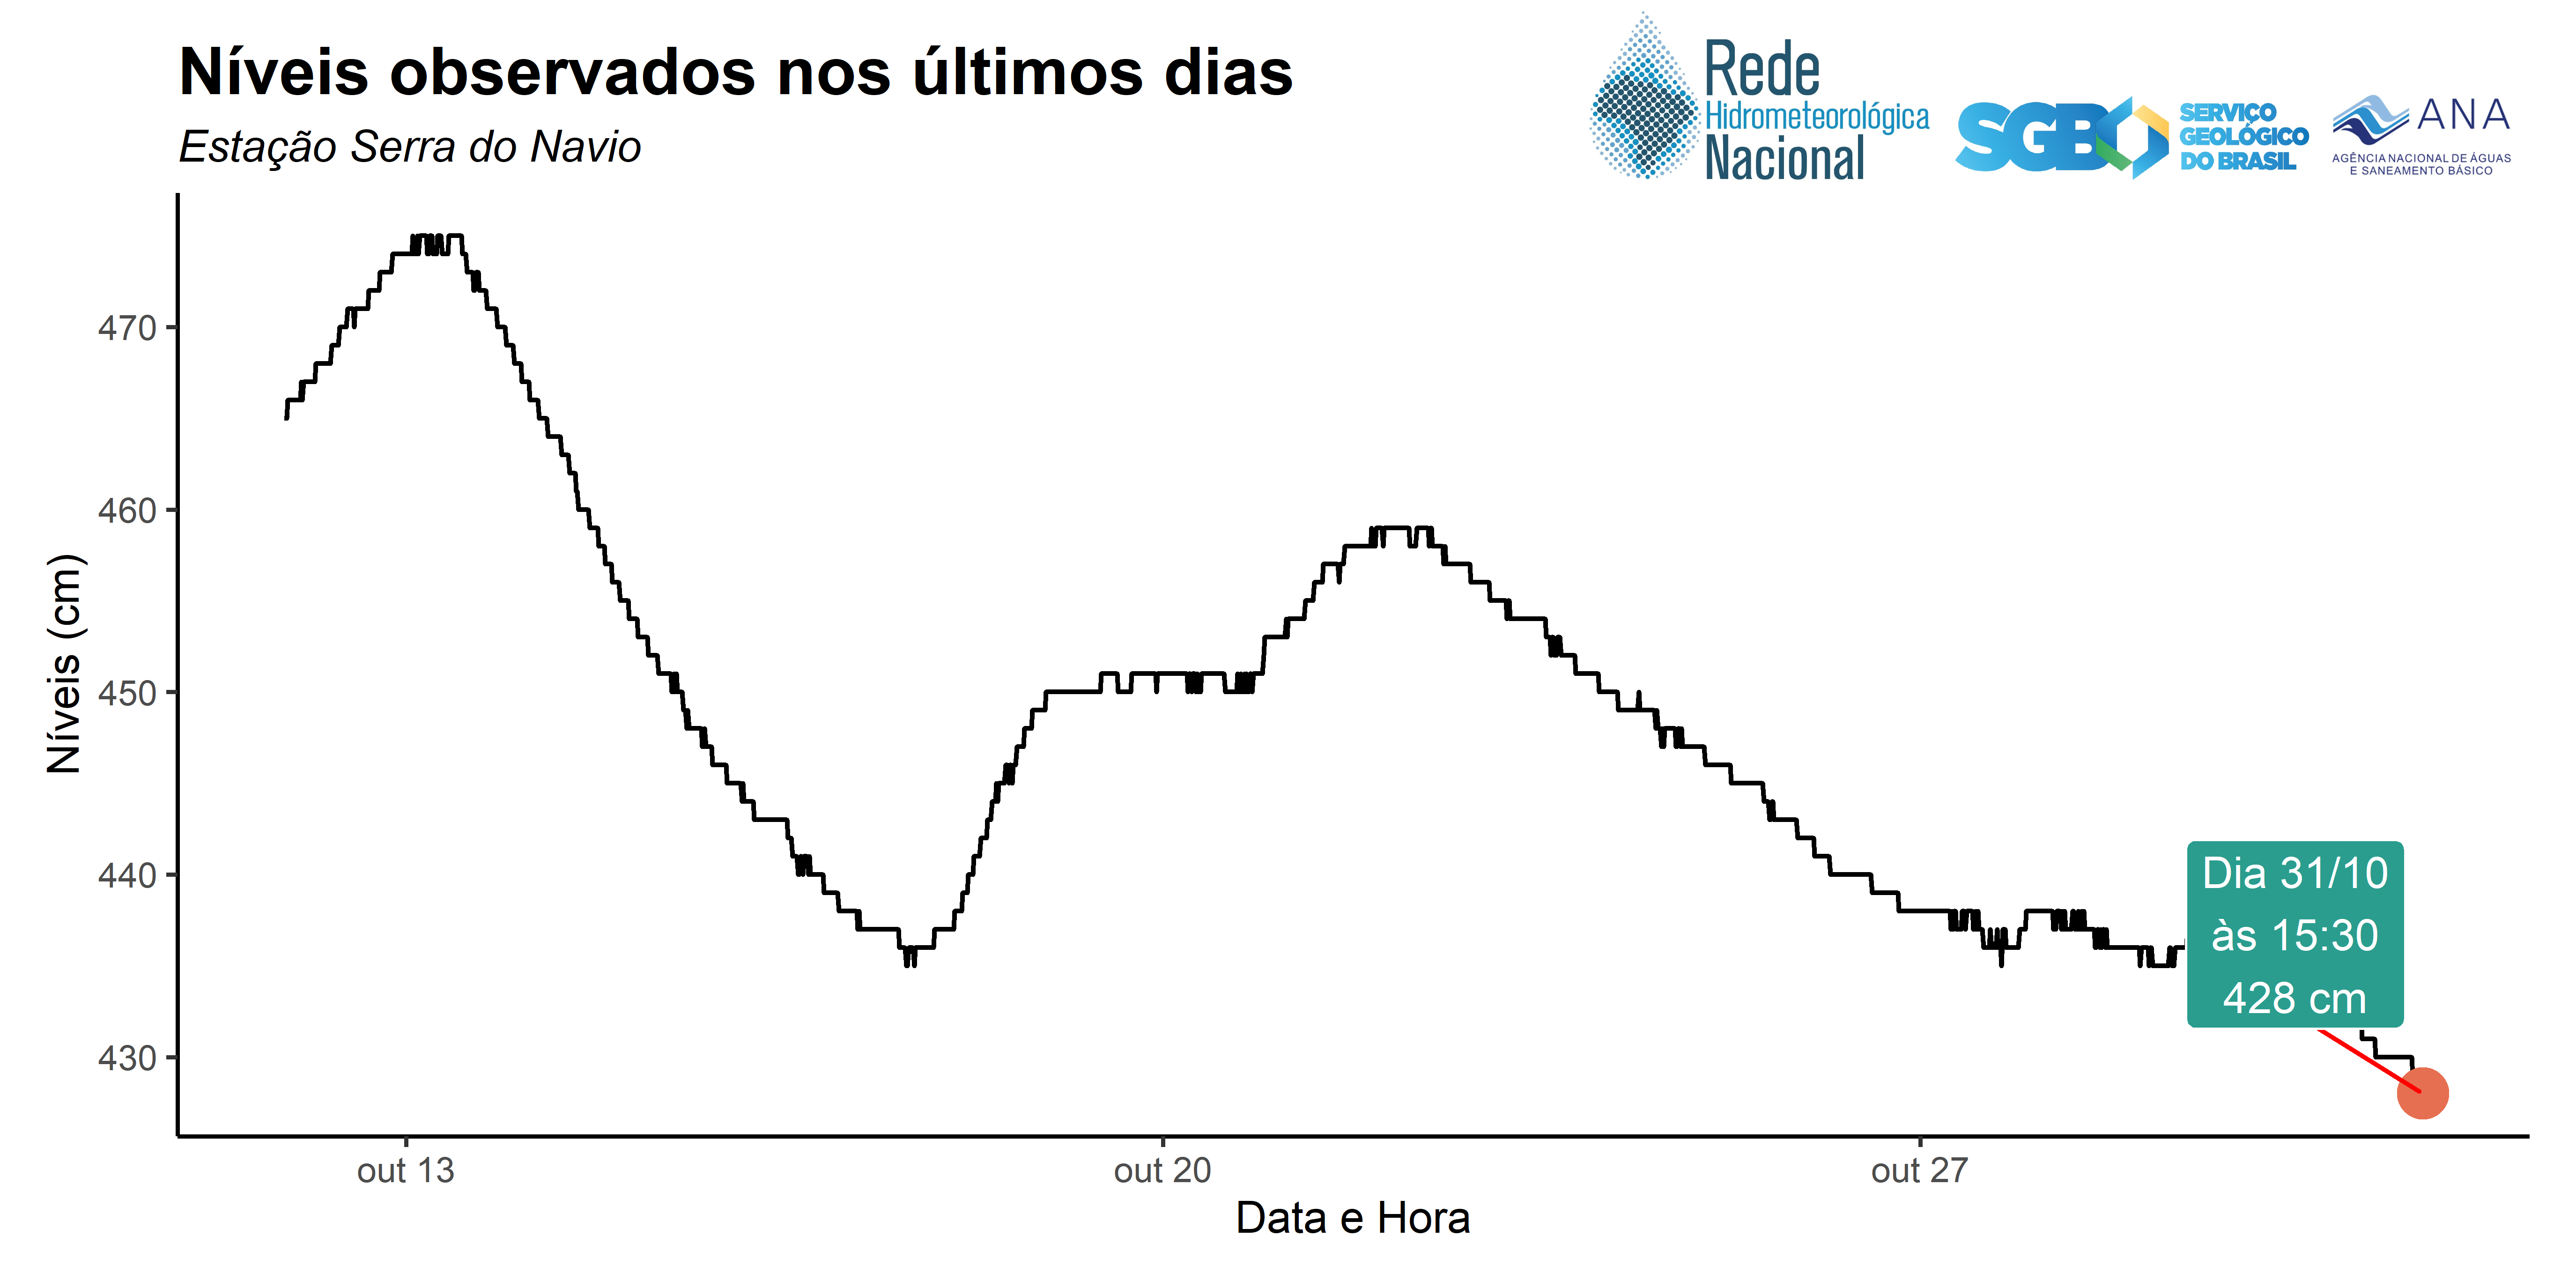 Níveis observados nos últimos dias
Estação Serra do Navio
Rede
Hidrometeorológica
Nacional
SGB
SERVIÇO
GEOLÓGICO
DO BRASIL
ANA
AGÊNCIA NACIONAL DE ÁGUAS
E SANEAMENTO BÁSICO
Níveis (cm)
470
460
450
440
430
Dia 31/10
às 15:30
428 cm
out 13
out 20
out 27
Data e Hora